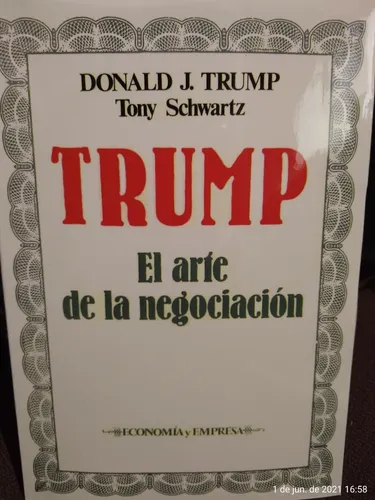 DONALD J. TRUMP
Tony Schwartz
TRUMP
El arte
de la negociación
ECONOMÍA y EMPRESA
1 de jun. de 2021 16:58